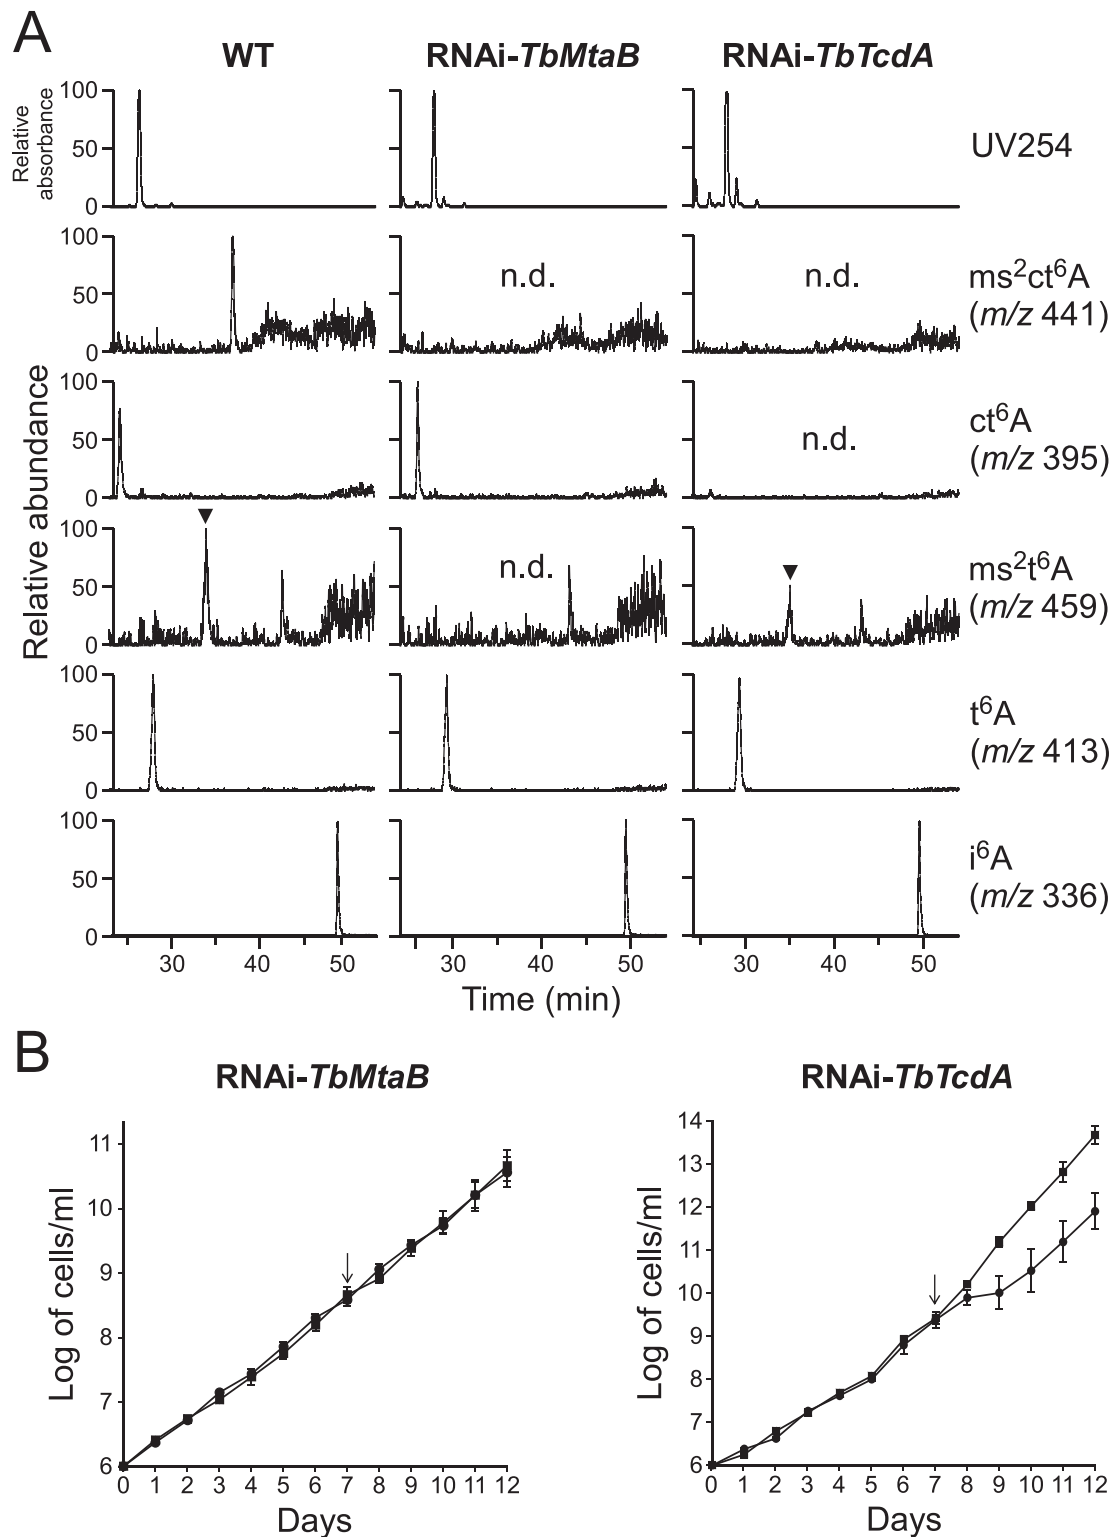 A
WT RNAi-TbMtaB RNAi-TbTcdA
Relative
absorbance
100
50
0
UV254
100
50
0
n.d. n.d.
ms²ct⁶A
(m/z 441)
100
50
0
n.d.
ct⁶A
(m/z 395)
Relative abundance
100
50
0
n.d.
ms²t⁶A
(m/z 459)
100
50
0
t⁶A
(m/z 413)
100
50
0
i⁶A
(m/z 336)
30 40 50 30 40 50 30 40 50
Time (min)
B
RNAi-TbMtaB
Log of cells/ml
11
10
9
8
7
6
0 1 2 3 4 5 6 7 8 9 10 11 12
Days
RNAi-TbTcdA
Log of cells/ml
14
13
12
11
10
9
8
7
6
0 1 2 3 4 5 6 7 8 9 10 11 12
Days